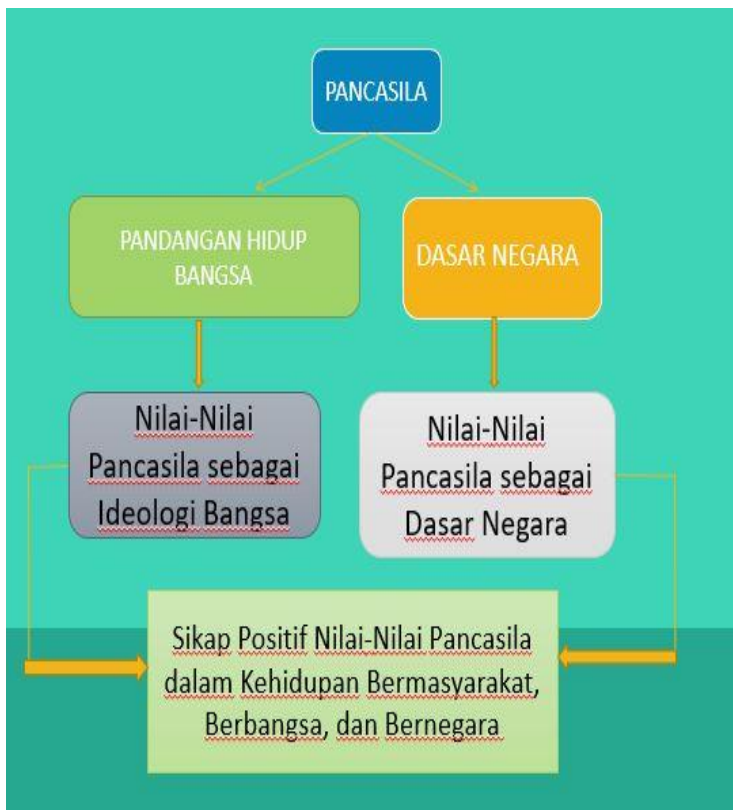 PANCASILA
PANDANGAN HIDUP
BANGSA
DASAR NEGARA
Nilai-Nilai
Pancasila sebagai
Ideologi Bangsa
Nilai-Nilai
Pancasila sebagai
Dasar Negara
Sikap Positif Nilai-Nilai Pancasila
dalam Kehidupan Bermasyarakat,
Berbangsa, dan Bernegara